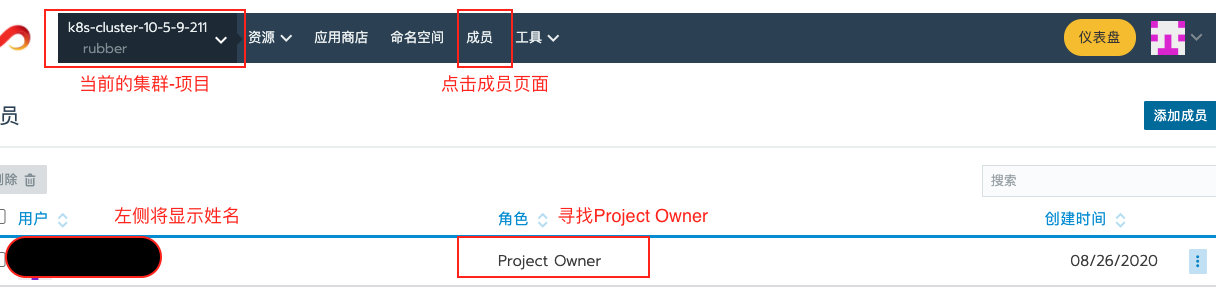 k8s-cluster-10-5-9-211
rubber
资源 应用商店 命名空间 成员 工具 仪表盘
当前的集群-项目 点击成员页面
员 添加成员
删除 搜索
用户 左侧将显示姓名 角色 寻找Project Owner 创建时间
Project Owner 08/26/2020